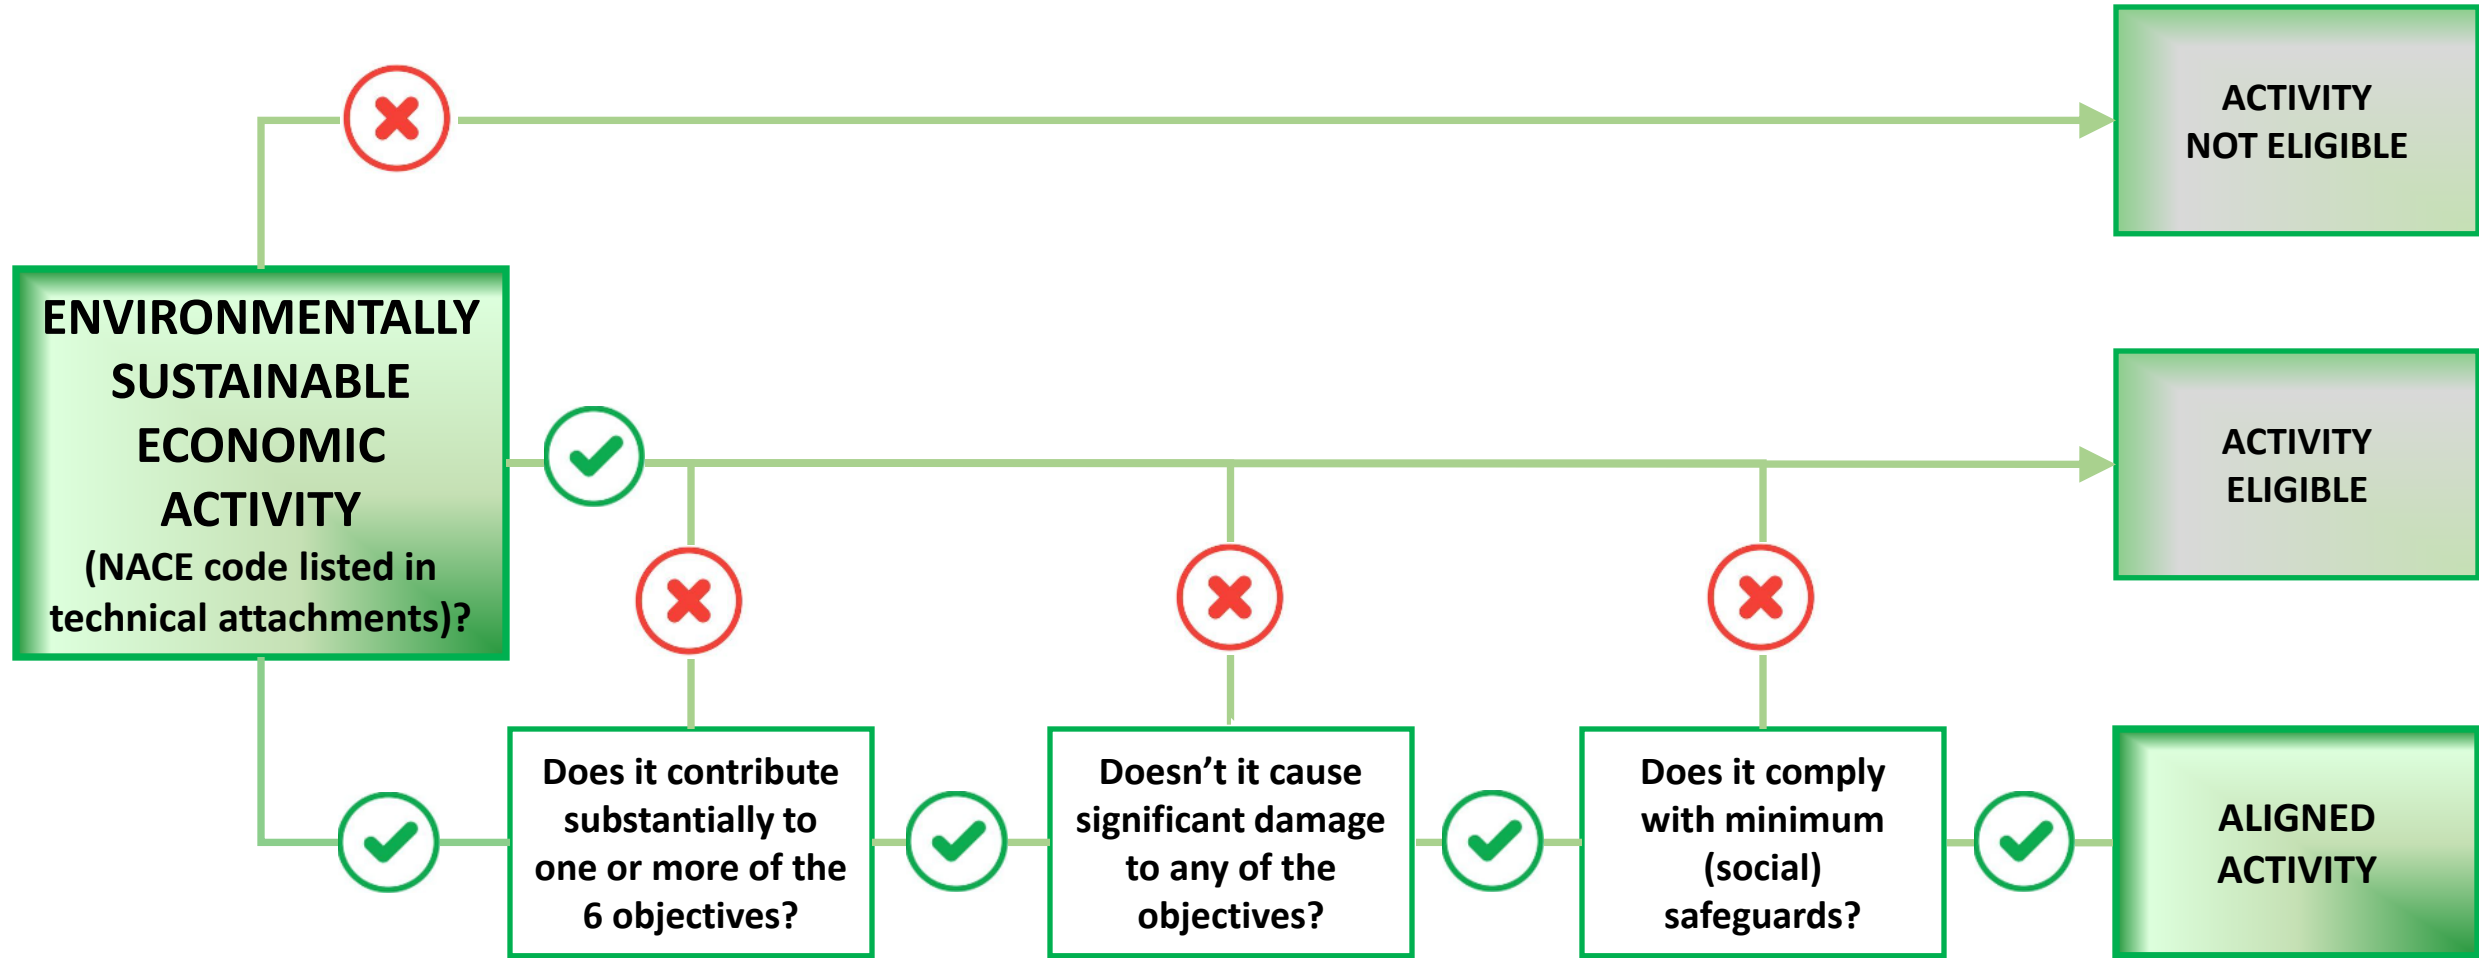 ACTIVITY
NOT ELIGIBLE
ENVIRONMENTALLY
SUSTAINABLE
ECONOMIC
ACTIVITY
(NACE code listed in
technical attachments)?
ACTIVITY
ELIGIBLE
Does it contribute
substantially to
one or more of the
6 objectives?
Doesn’t it cause
significant damage
to any of the
objectives?
Does it comply
with minimum
(social)
safeguards?
ALIGNED
ACTIVITY